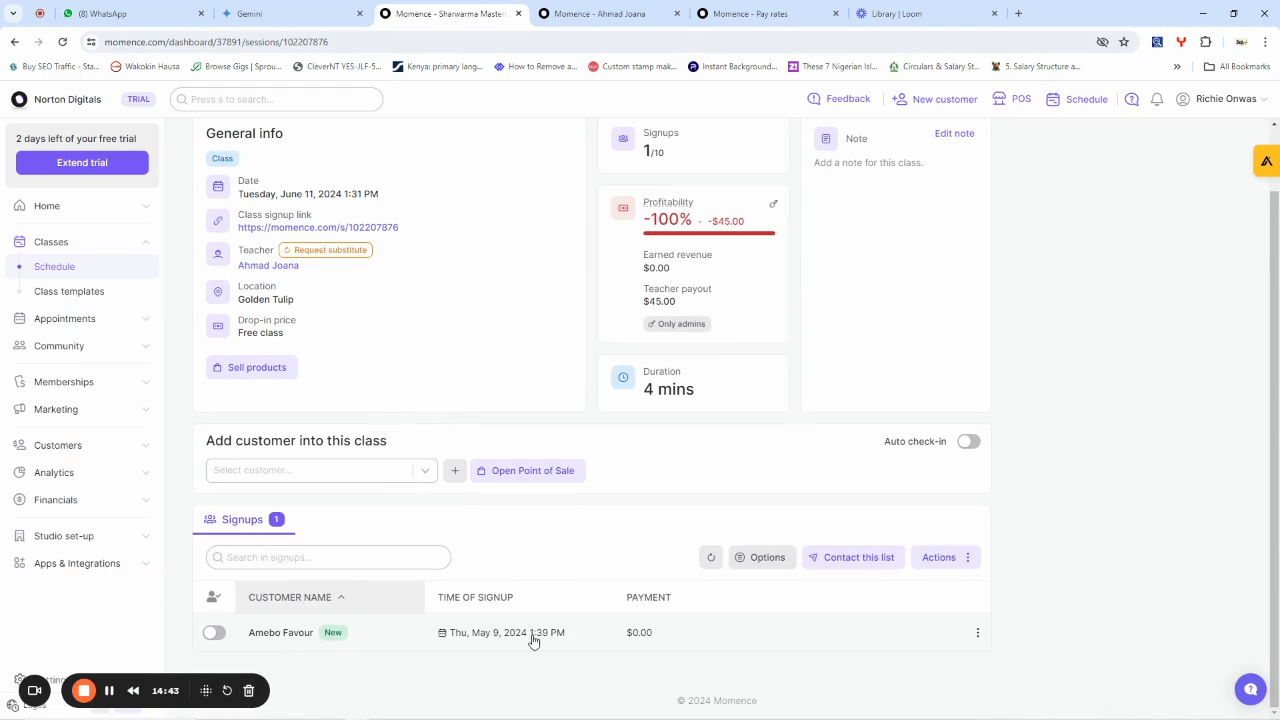 (WhatsApp)
Gemini
Momence - Sharwarma Master
Momence - Ahmad Joana
Momence - Pay rates
Library | Loom
momence.com/dashboard/37891/sessions/102207876
Buy SEO Traffic - Sta...
Wakokin Hausa
Browse Gigs | Sprou...
CleverNT YES-JLF-5...
Kenya: primary lang...
How to Remove a...
Custom stamp mak...
Instant Background...
These 7 Nigerian Is...
Circulars & Salary St...
5. Salary Structure a...
All Bookmarks
Norton Digitals
TRIAL
Press s to search...
Feedback
New customer
POS
Schedule
Richie Onwas
2 days left of your free trial
Extend trial
Home
Classes
Schedule
Class templates
Appointments
Community
Memberships
Marketing
Customers
Analytics
Financials
Studio set-up
Apps & Integrations
General info
Class
Date
Tuesday, June 11, 2024 1:31 PM
Class signup link
https://momence.com/s/102207876
Teacher Request substitute
Ahmad Joana
Location
Golden Tulip
Drop-in price
Free class
Sell products
Signups
1/10
Profitability
-100% • -$45.00
Earned revenue
$0.00
Teacher payout
$45.00
Only admins
Duration
4 mins
Note
Edit note
Add a note for this class.
Add customer into this class
Auto check-in
Select customer...
+
Open Point of Sale
Signups 1
Search in signups...
Options
Contact this list
Actions
CUSTOMER NAME
TIME OF SIGNUP
PAYMENT
Amebo Favour New
Thu, May 9, 2024 1:39 PM
$0.00
14:43
© 2024 Momence